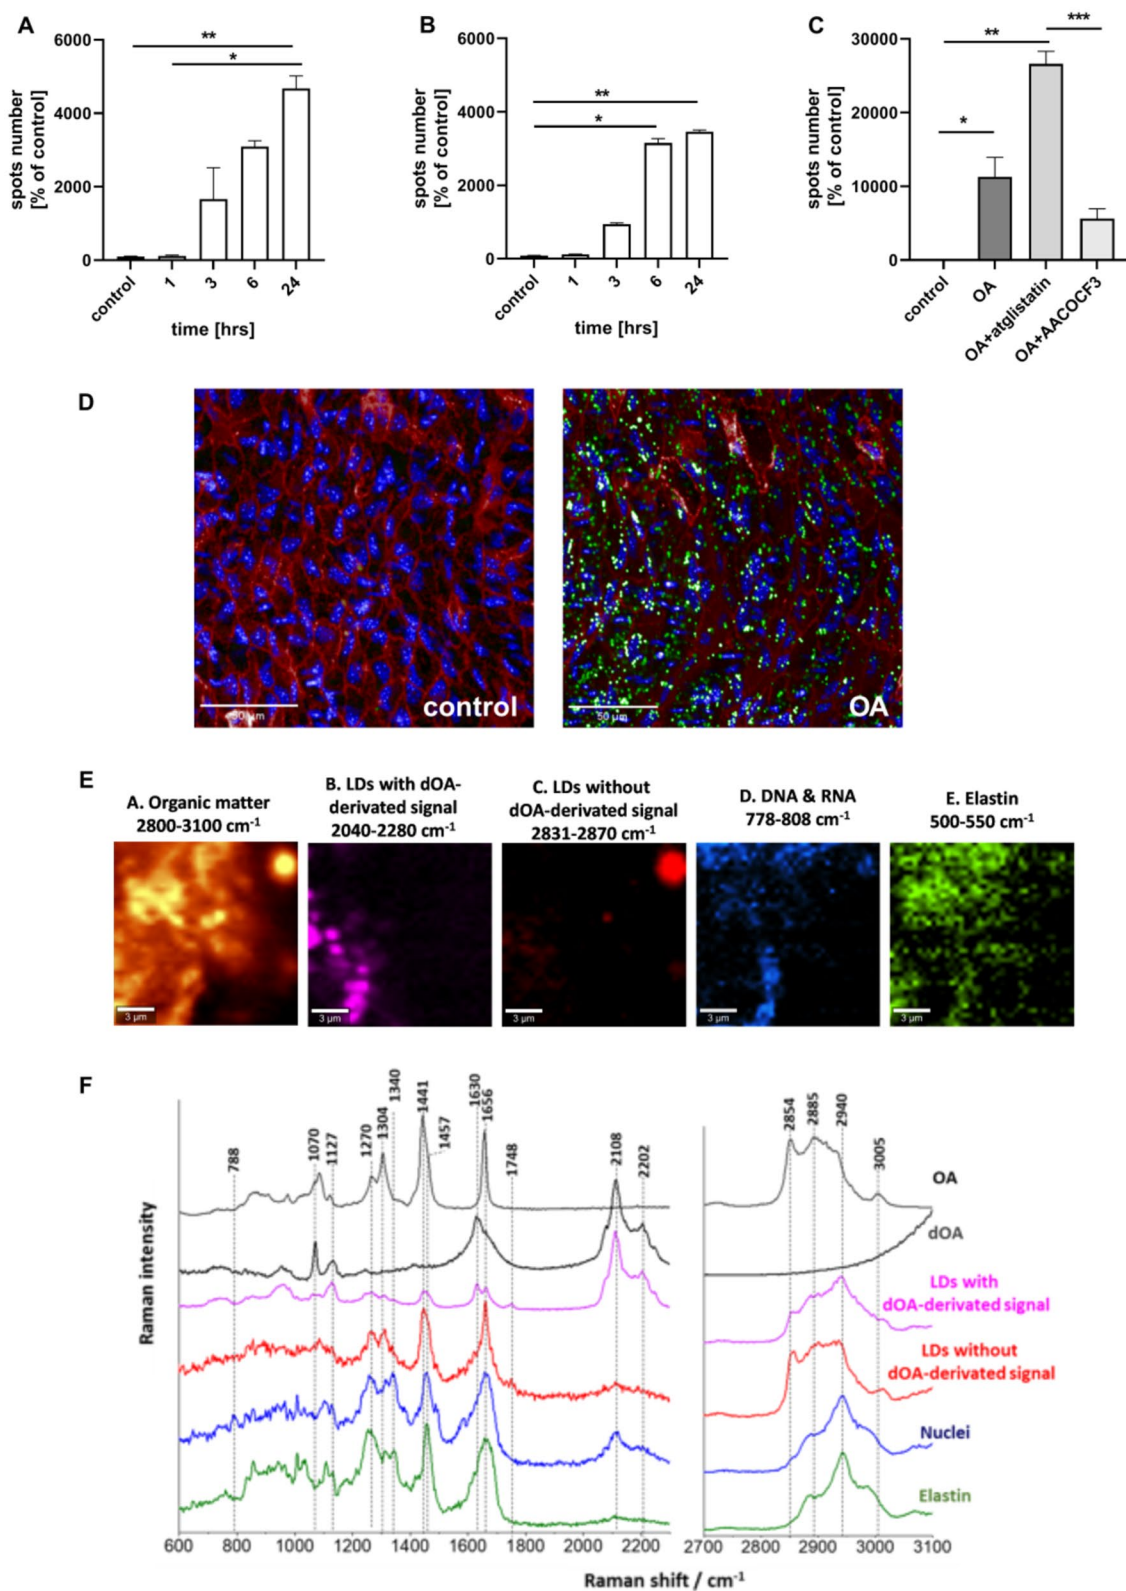 A
6000
4000
2000
0
spots number
[% of control]
**
*
control
1
3
6
24
time [hrs]
B
6000
4000
2000
0
spots number
[% of control]
**
*
control
1
3
6
24
time [hrs]
C
30000
20000
10000
0
spots number
[% of control]
***
**
*
control
OA
OA+atglistatin
OA+AACOCF3
D
50 µm
control
50 µm
OA
E
A. Organic matter
2800-3100 cm-1
B. LDs with dOA-
derivated signal
2040-2280 cm-1
C. LDs without
dOA-derivated signal
2831-2870 cm-1
D. DNA & RNA
778-808 cm-1
E. Elastin
500-550 cm-1
3 µm
3 µm
3 µm
3 µm
3 µm
F
Raman intensity
788
1070
1127
1270
1304
1340
1441
1457
1630
1656
1748
2108
2202
2854
2885
2940
3005
OA
dOA
LDs with
dOA-derivated signal
LDs without
dOA-derivated signal
Nuclei
Elastin
600 800 1000 1200 1400 1600 1800 2000 2200
2700 2800 2900 3000 3100
Raman shift / cm-1